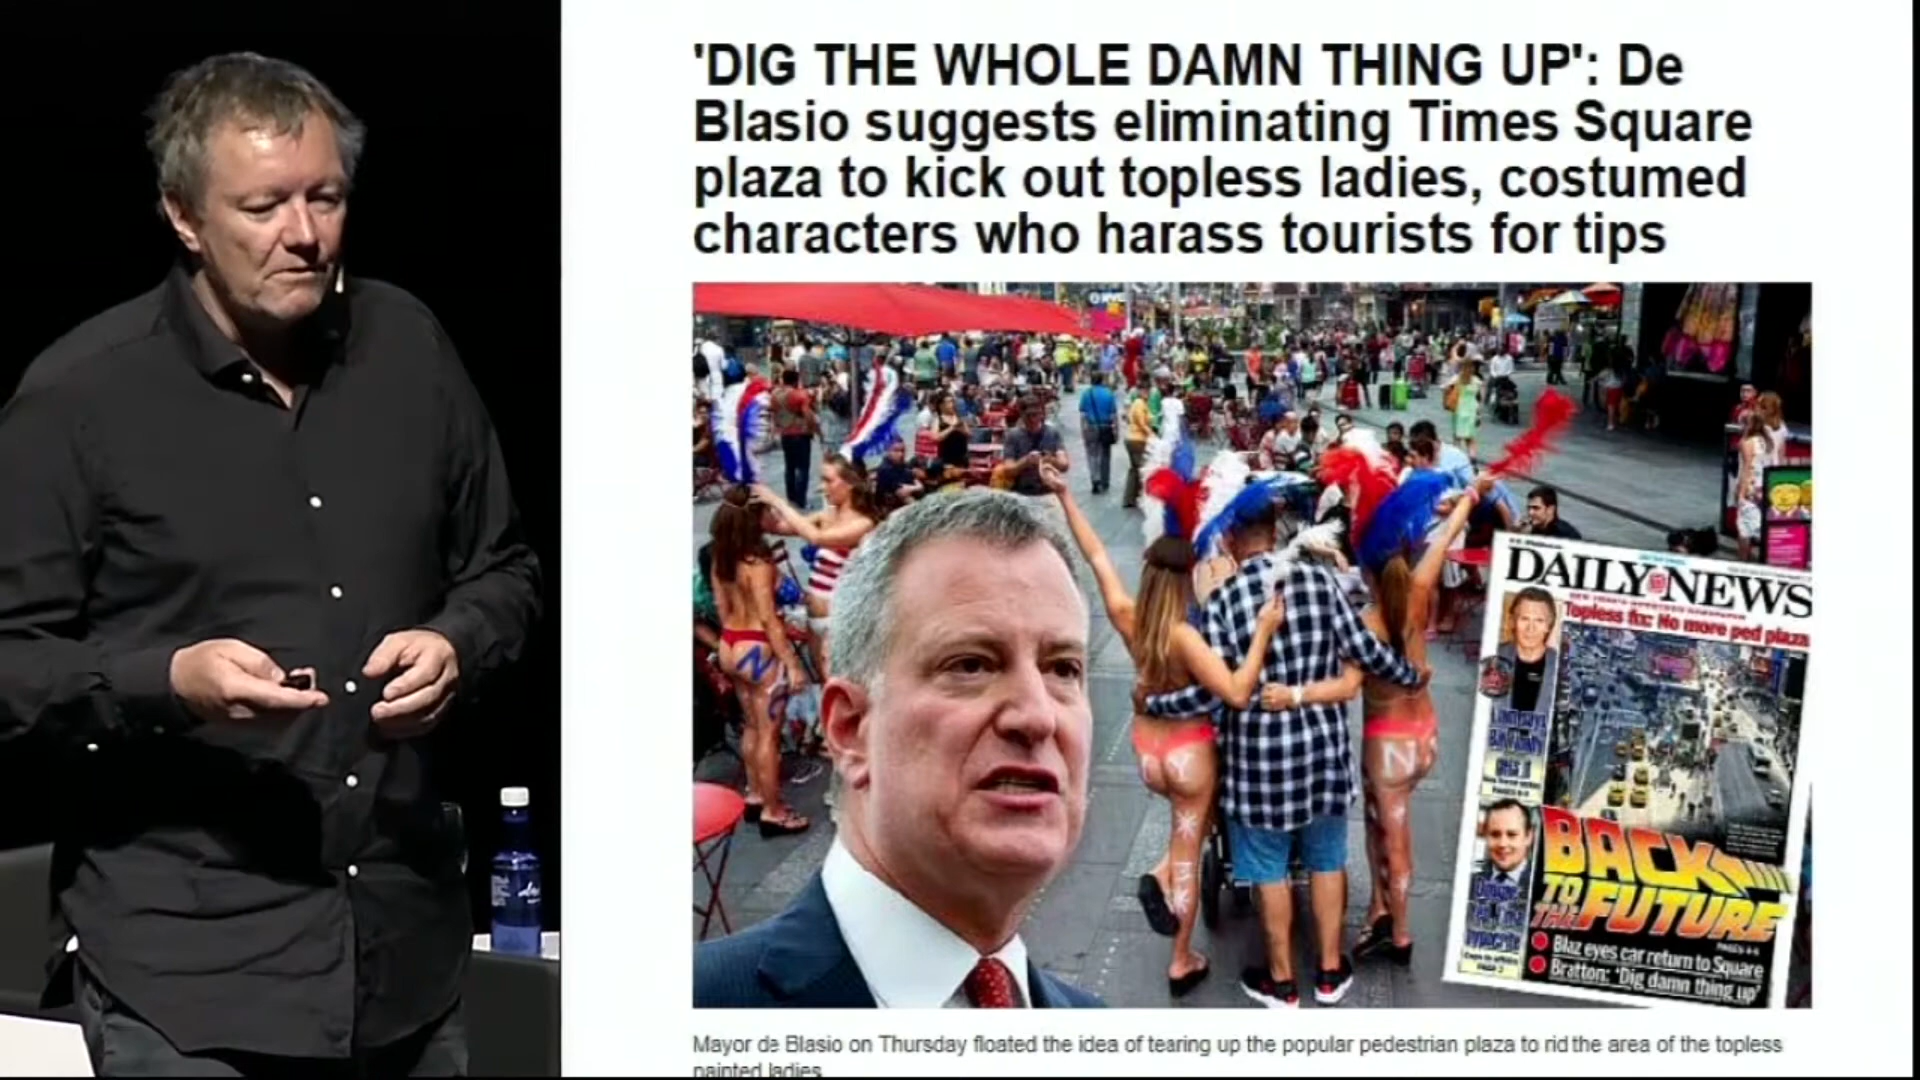 'DIG THE WHOLE DAMN THING UP': De
Blasio suggests eliminating Times Square
plaza to kick out topless ladies, costumed
characters who harass tourists for tips
DAILY NEWS
Topless fix: No more ped plaza
BACK
TO THE FUTURE
Blaz eyes car return to Square
Bratton: 'Dig damn thing up'
N
Y
N
Mayor de Blasio on Thursday floated the idea of tearing up the popular pedestrian plaza to rid the area of the topless
painted ladies